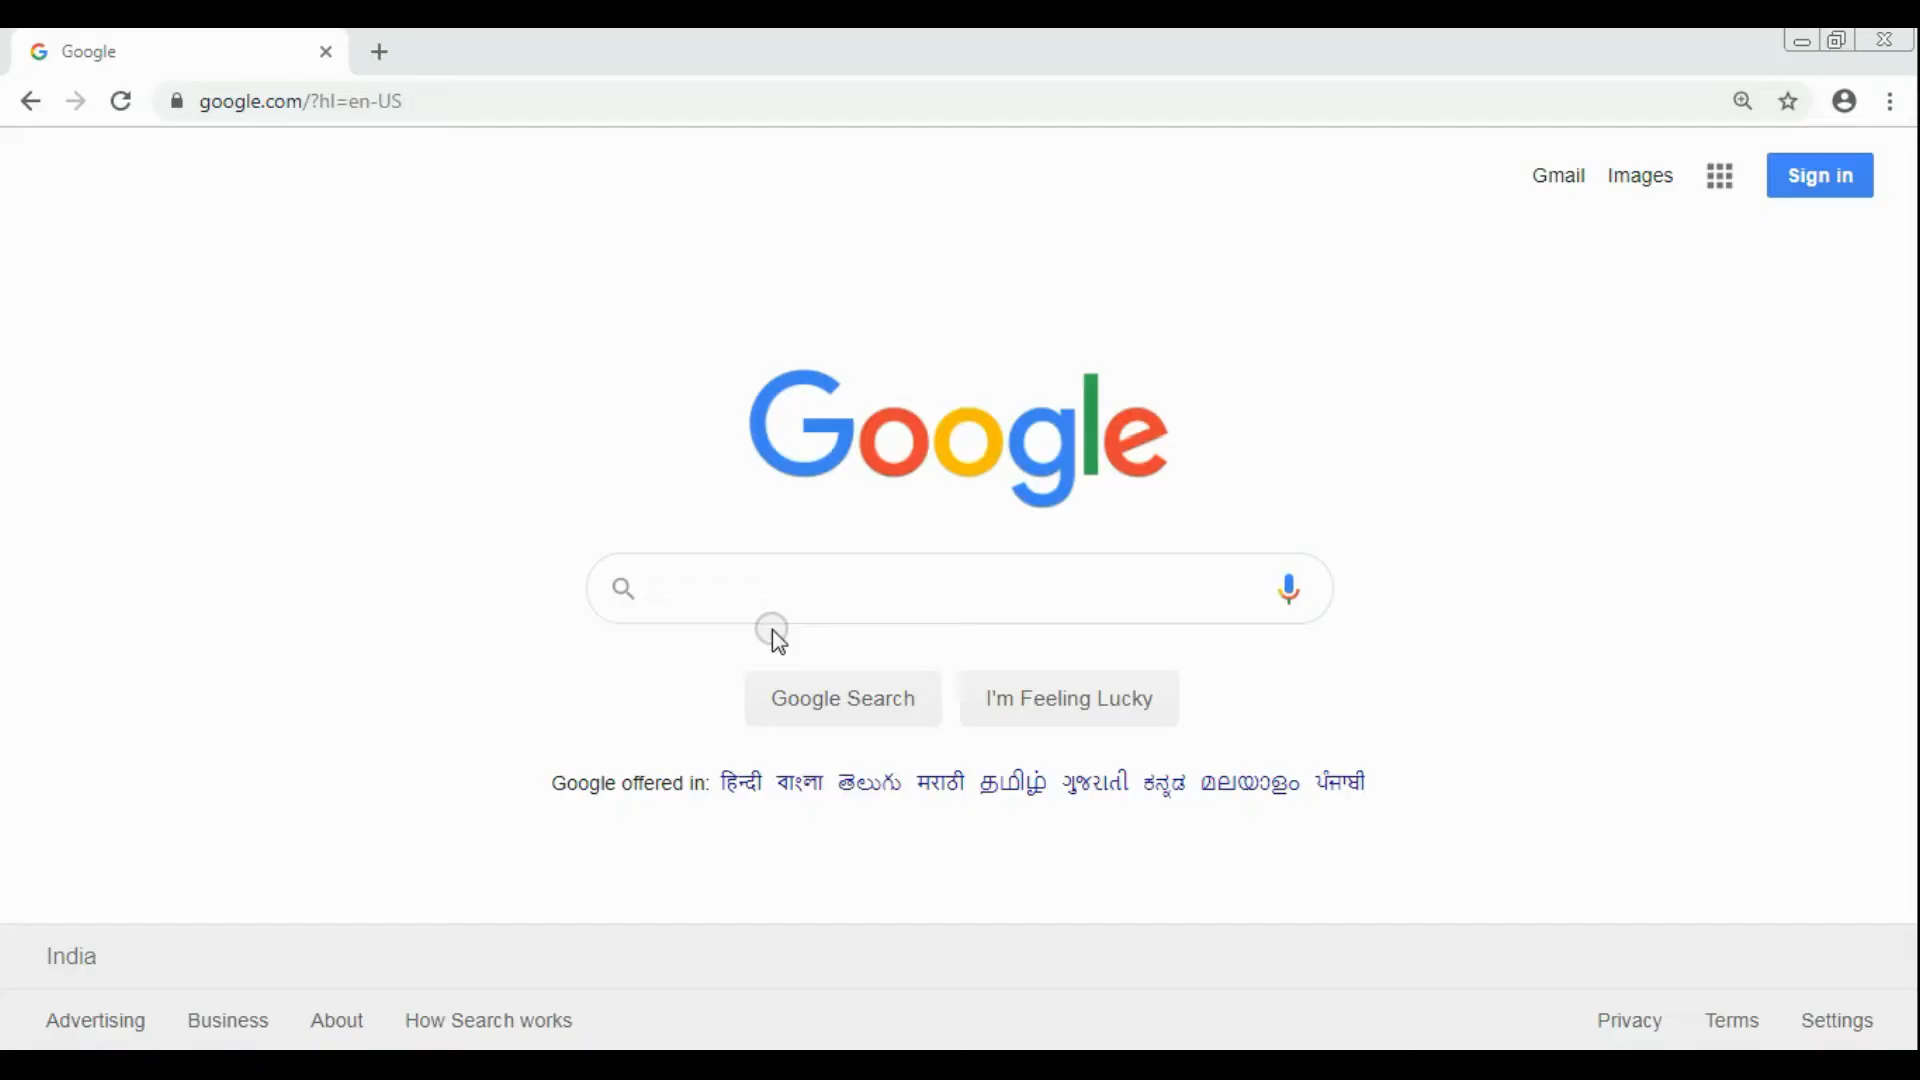 Google
google.com/?hl=en-US
Gmail Images Sign in
Google
Google Search I'm Feeling Lucky
Google offered in: हिन्दी বাংলা తెలుగు मराठी தமிழ் ગુજરાતી ಕನ್ನಡ മലയാളം ਪੰਜਾਬੀ
India
Advertising Business About How Search works Privacy Terms Settings